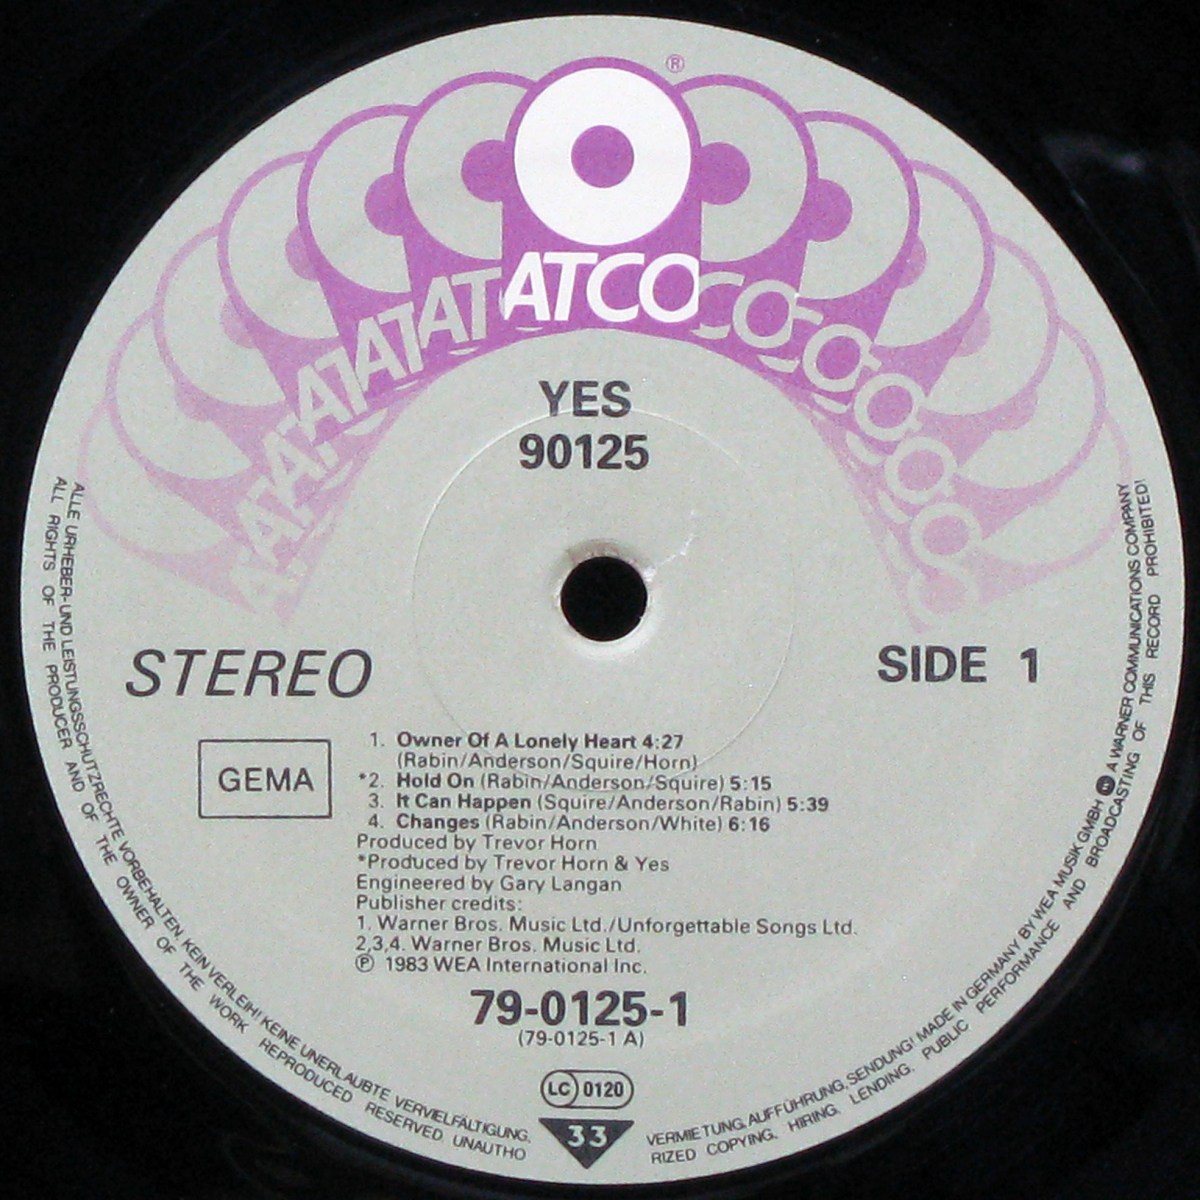 ®
ATCO
YES
90125
STEREO
SIDE 1
GEMA
1. Owner Of A Lonely Heart 4:27
(Rabin/Anderson/Squire/Horn)
*2. Hold On (Rabin/Anderson/Squire) 5:15
3. It Can Happen (Squire/Anderson/Rabin) 5:39
4. Changes (Rabin/Anderson/White) 6:16
Produced by Trevor Horn
*Produced by Trevor Horn & Yes
Engineered by Gary Langan
Publisher credits:
1. Warner Bros. Music Ltd./Unforgettable Songs Ltd.
2,3,4. Warner Bros. Music Ltd.
℗ 1983 WEA International Inc.
79-0125-1
(79-0125-1 A)
LC 0120
33
ALLE URHEBER- UND LEISTUNGSSCHUTZRECHTE VORBEHALTEN. KEIN VERLEIH! KEINE UNERLAUBTE VERVIELFÄLTIGUNG, VERMIETUNG, AUFFÜHRUNG, SENDUNG! MADE IN GERMANY BY WEA MUSIK GMBH A WARNER COMMUNICATIONS COMPANY
ALL RIGHTS OF THE PRODUCER AND OF THE OWNER OF THE WORK REPRODUCED RESERVED. UNAUTHORIZED COPYING, HIRING, LENDING, PUBLIC PERFORMANCE AND BROADCASTING OF THIS RECORD PROHIBITED!